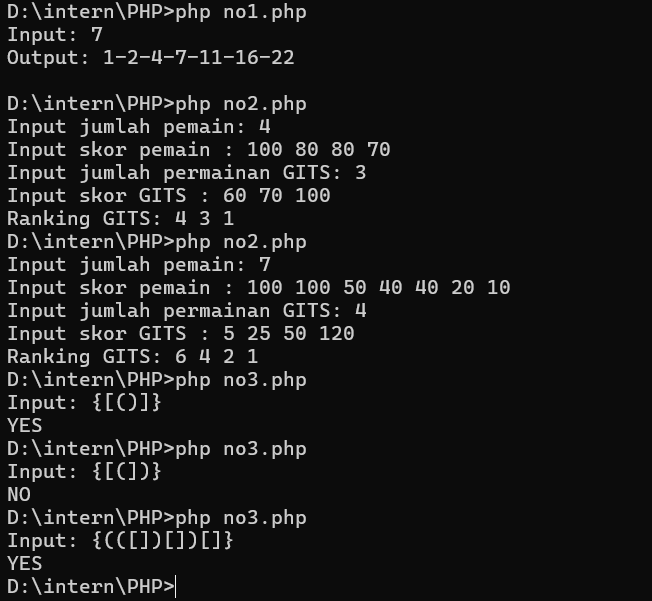 D:\intern\PHP>php no1.php
Input: 7
Output: 1-2-4-7-11-16-22
D:\intern\PHP>php no2.php
Input jumlah pemain: 4
Input skor pemain : 100 80 80 70
Input jumlah permainan GITS: 3
Input skor GITS : 60 70 100
Ranking GITS: 4 3 1
D:\intern\PHP>php no2.php
Input jumlah pemain: 7
Input skor pemain : 100 100 50 40 40 20 10
Input jumlah permainan GITS: 4
Input skor GITS : 5 25 50 120
Ranking GITS: 6 4 2 1
D:\intern\PHP>php no3.php
Input: {[()]}
YES
D:\intern\PHP>php no3.php
Input: {[(])}
NO
D:\intern\PHP>php no3.php
Input: {(([])[])[]}
YES
D:\intern\PHP>